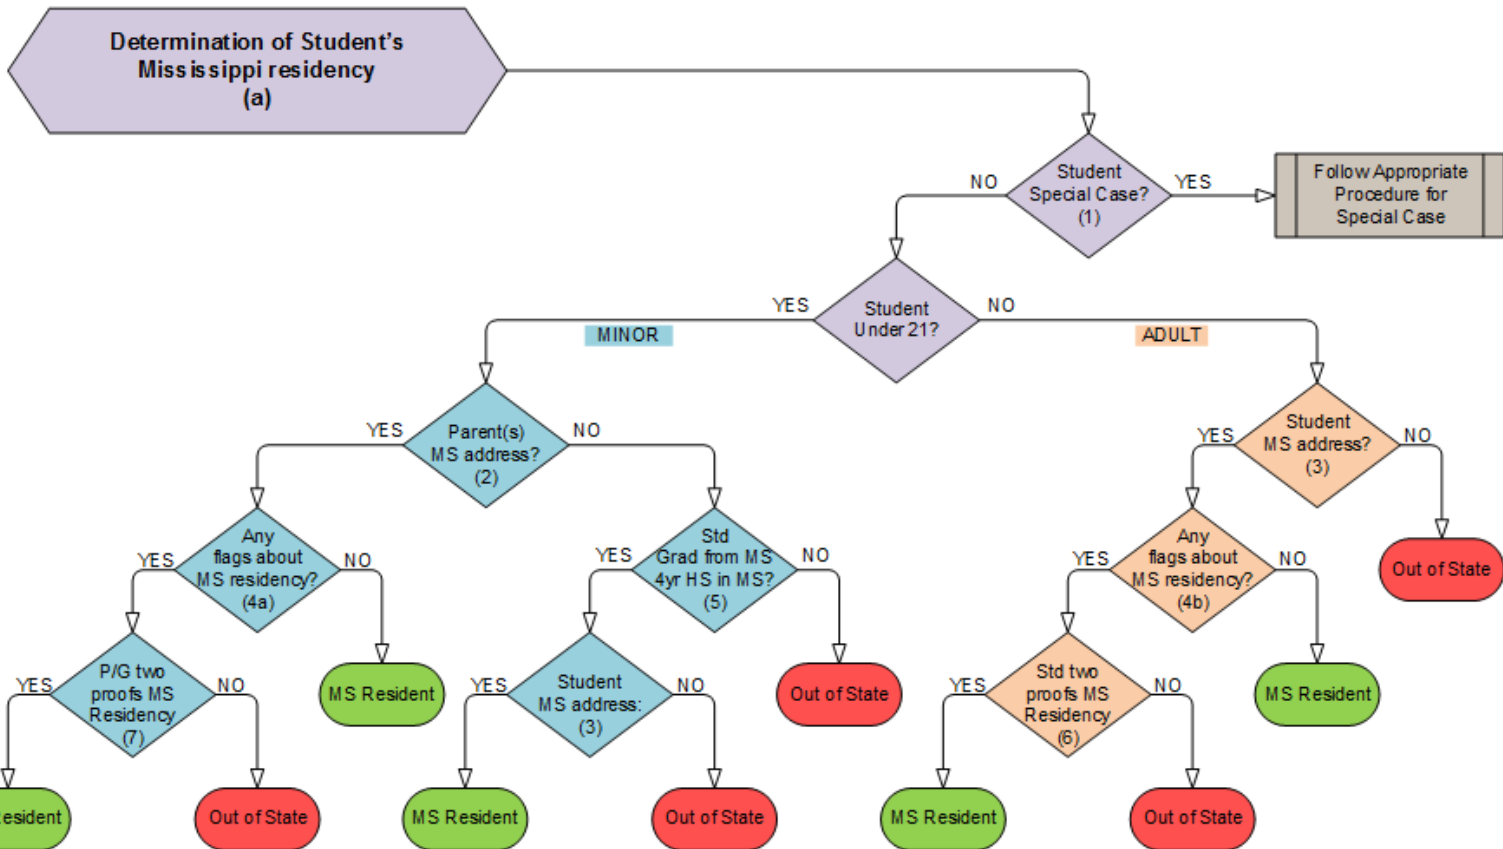 Determination of Student's
Mississippi residency
(a)
Student
Special Case?
(1)
NO
YES
Follow Appropriate
Procedure for
Special Case
Student
Under 21?
YES
NO
MINOR
ADULT
Parent(s)
MS address?
(2)
YES
NO
Student
MS address?
(3)
YES
NO
Any
flags about
MS residency?
(4a)
YES
NO
Std
Grad from MS
4yr HS in MS?
(5)
YES
NO
Any
flags about
MS residency?
(4b)
YES
NO
Out of State
P/G two
proofs MS
Residency
(7)
YES
NO
MS Resident
Student
MS address:
(3)
YES
NO
Out of State
Std two
proofs MS
Residency
(6)
YES
NO
MS Resident
esident
Out of State
MS Resident
Out of State
MS Resident
Out of State